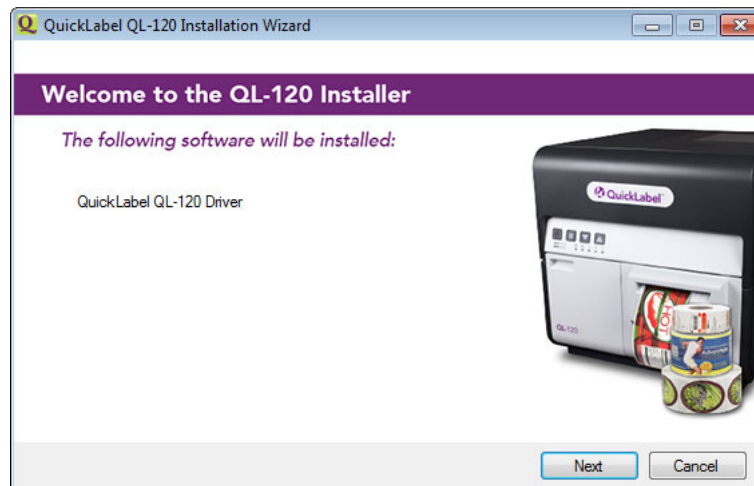 QuickLabel QL-120 Installation Wizard
Welcome to the QL-120 Installer
The following software will be installed:
QuickLabel QL-120 Driver
QuickLabel
QL-120
HOT
Next
Cancel